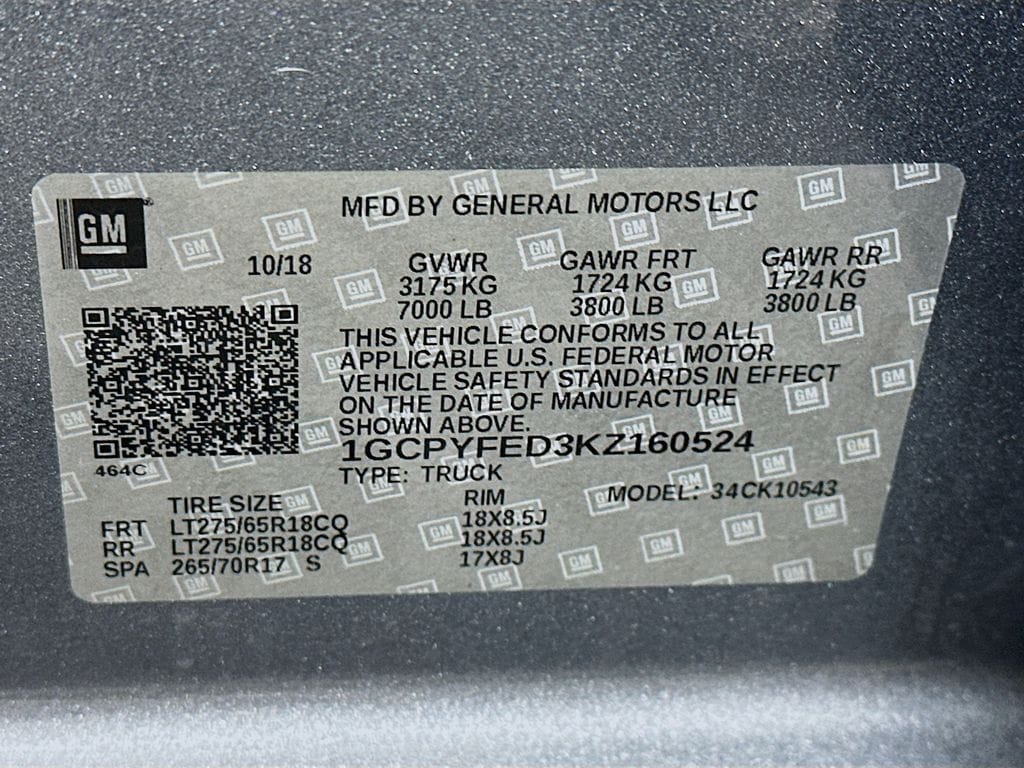 GM
MFD BY GENERAL MOTORS LLC
10/18
GVWR GAWR FRT GAWR RR
3175 KG 1724 KG 1724 KG
7000 LB 3800 LB 3800 LB
THIS VEHICLE CONFORMS TO ALL
APPLICABLE U.S. FEDERAL MOTOR
VEHICLE SAFETY STANDARDS IN EFFECT
ON THE DATE OF MANUFACTURE
SHOWN ABOVE.
1GCPYFED3KZ160524
464C
TYPE: TRUCK
TIRE SIZE RIM MODEL: 34CK10543
FRT LT275/65R18CQ 18X8.5J
RR LT275/65R18CQ 18X8.5J
SPA 265/70R17 S 17X8J